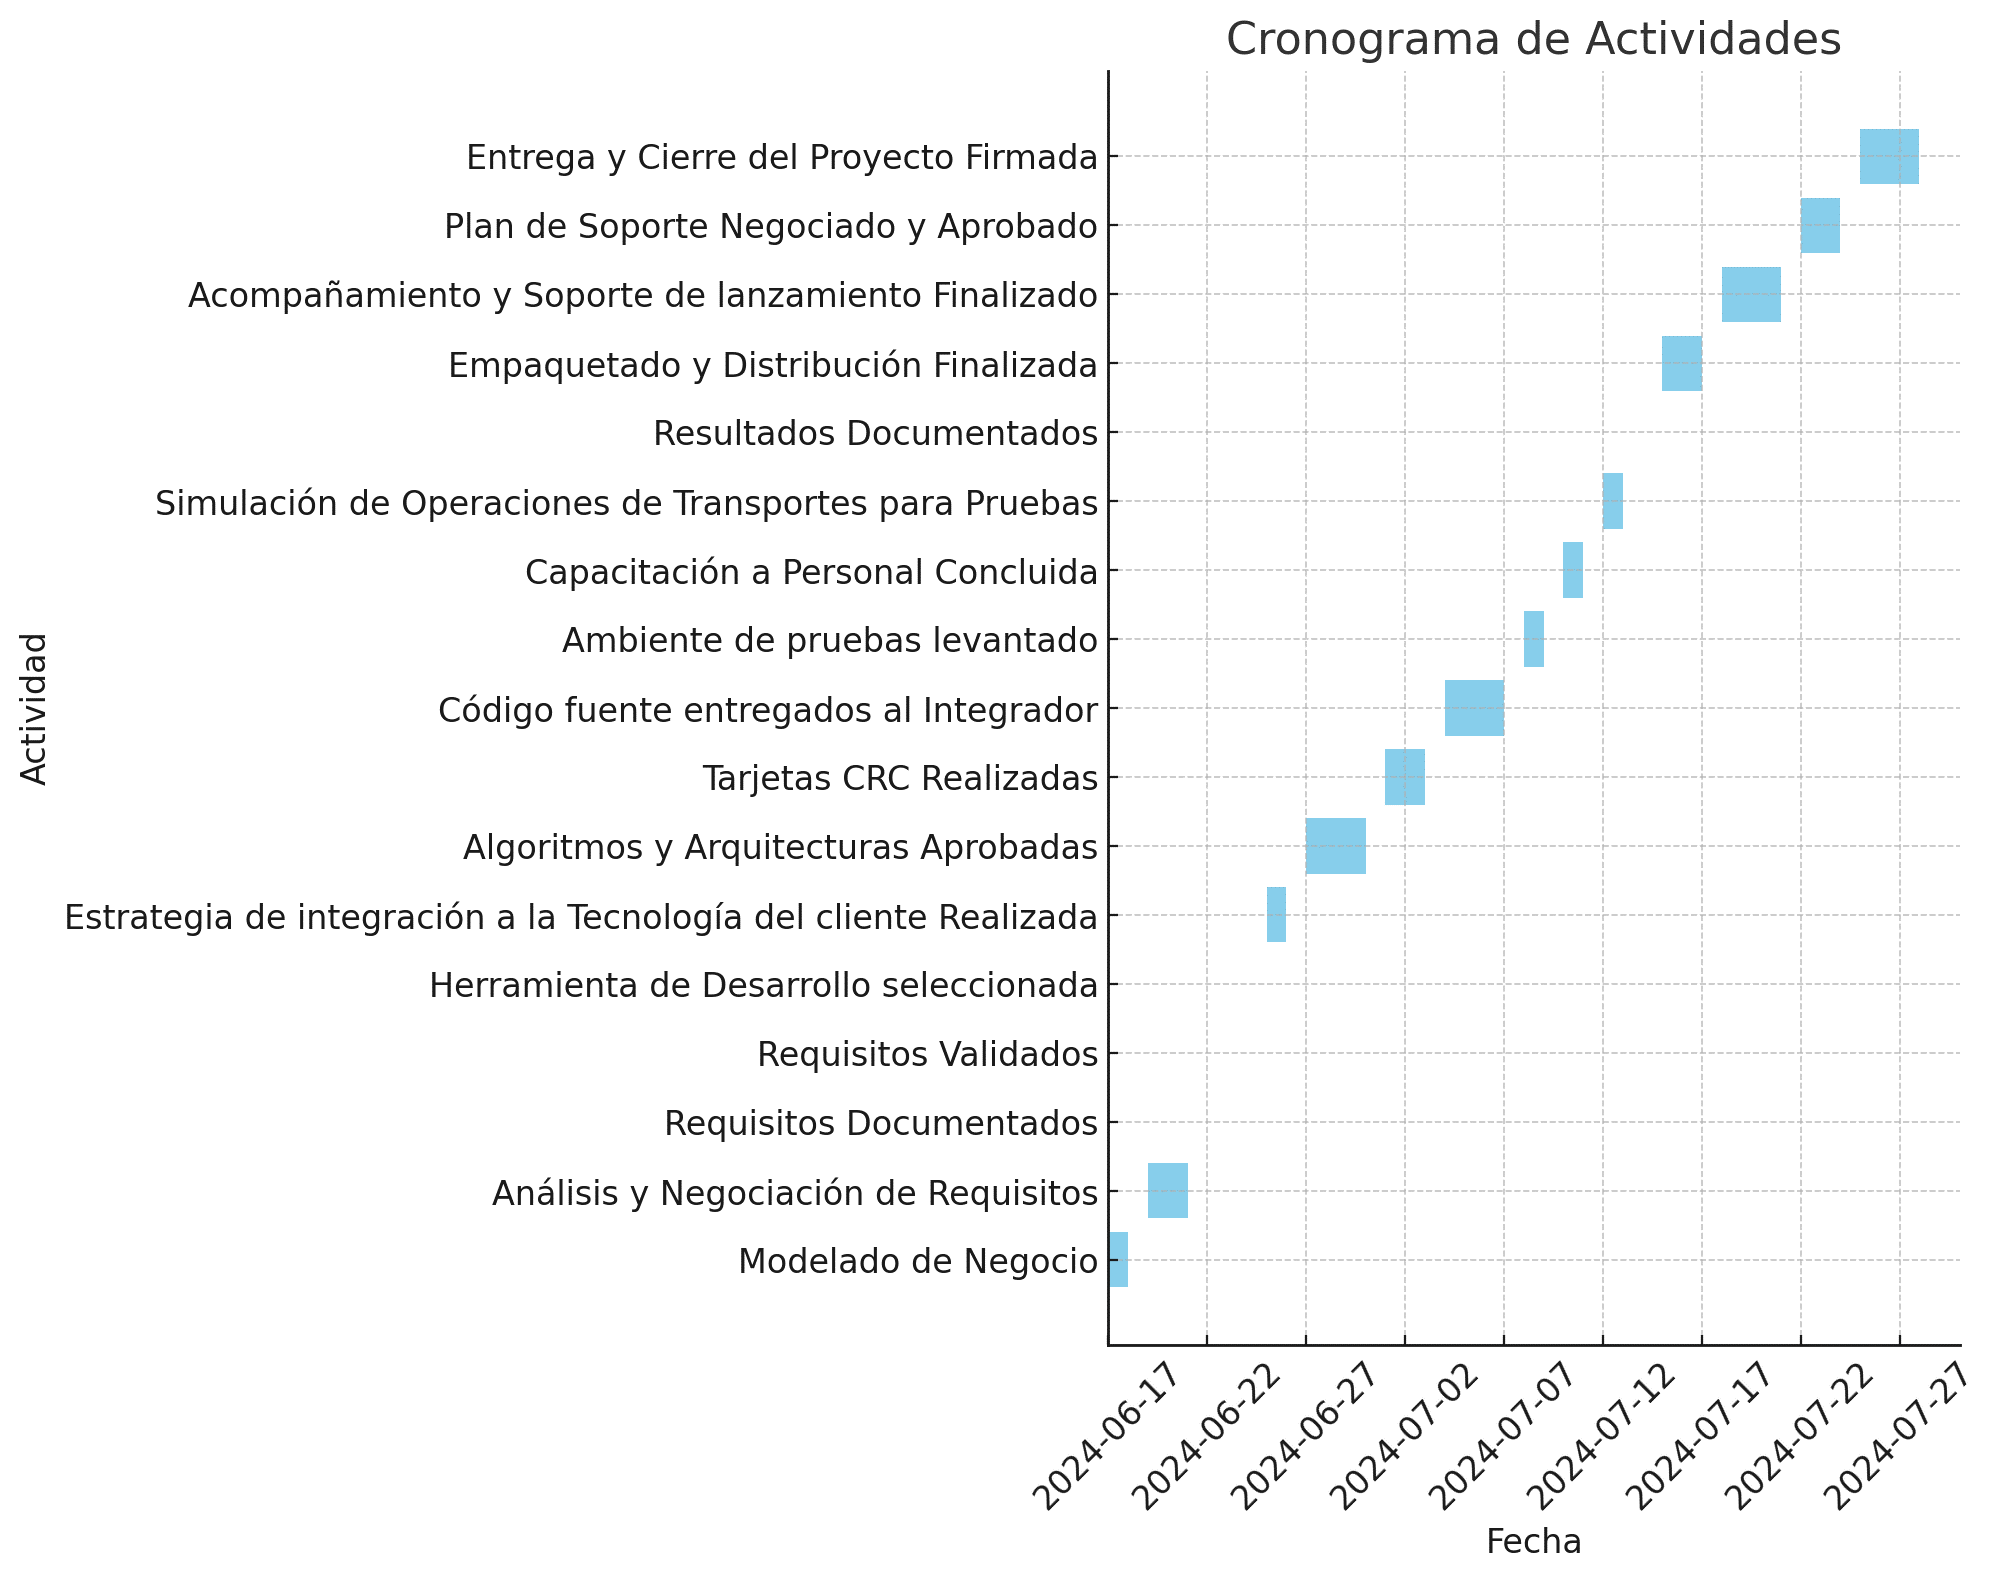 Cronograma de Actividades
Entrega y Cierre del Proyecto Firmada
Plan de Soporte Negociado y Aprobado
Acompañamiento y Soporte de lanzamiento Finalizado
Empaquetado y Distribución Finalizada
Resultados Documentados
Simulación de Operaciones de Transportes para Pruebas
Capacitación a Personal Concluida
Ambiente de pruebas levantado
Código fuente entregados al Integrador
Tarjetas CRC Realizadas
Algoritmos y Arquitecturas Aprobadas
Estrategia de integración a la Tecnología del cliente Realizada
Herramienta de Desarrollo seleccionada
Requisitos Validados
Requisitos Documentados
Análisis y Negociación de Requisitos
Modelado de Negocio
Actividad
2024-06-17
2024-06-22
2024-06-27
2024-07-02
2024-07-07
2024-07-12
2024-07-17
2024-07-22
2024-07-27
Fecha